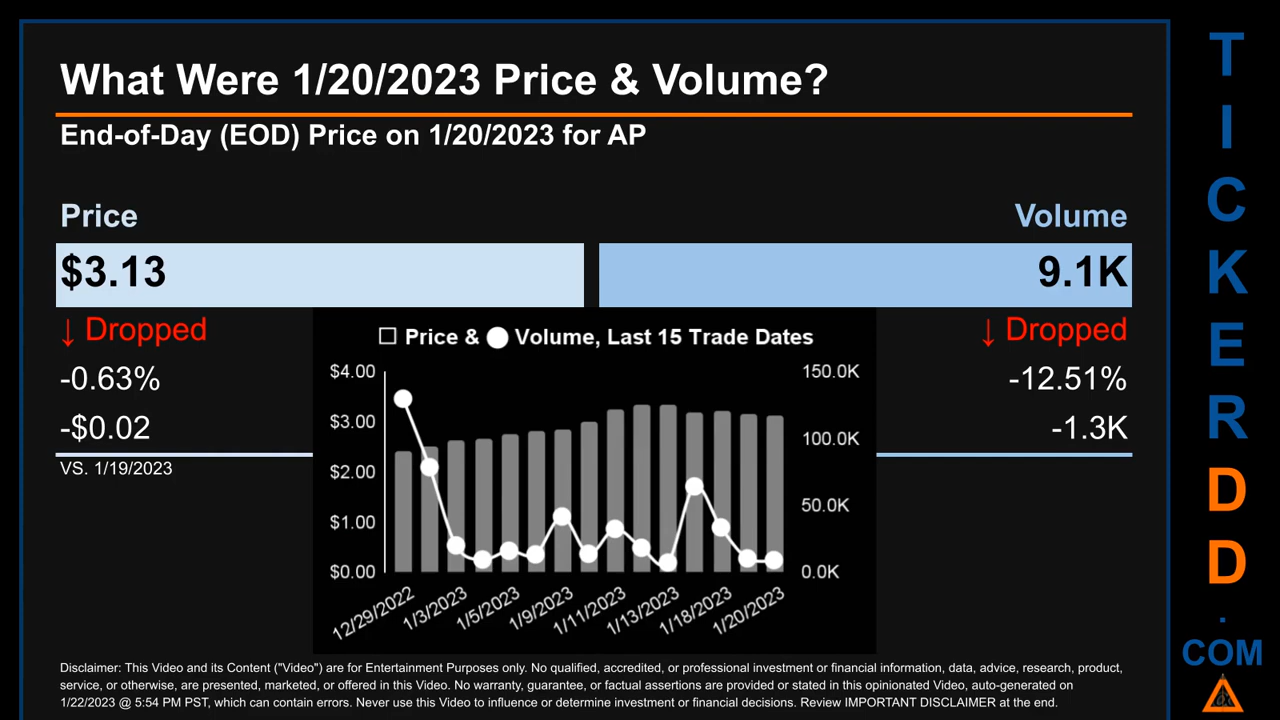 What Were 1/20/2023 Price & Volume?
End-of-Day (EOD) Price on 1/20/2023 for AP
Price
Volume
$3.13
9.1K
↓ Dropped
↓ Dropped
-0.63%
-12.51%
-$0.02
-1.3K
VS. 1/19/2023
Price & Volume, Last 15 Trade Dates
$4.00
$3.00
$2.00
$1.00
$0.00
150.0K
100.0K
50.0K
0.0K
12/29/2022
1/3/2023
1/5/2023
1/9/2023
1/11/2023
1/13/2023
1/18/2023
1/20/2023
Disclaimer: This Video and its Content ("Video") are for Entertainment Purposes only. No qualified, accredited, or professional investment or financial information, data, advice, research, product,
service, or otherwise, are presented, marketed, or offered in this Video. No warranty, guarantee, or factual assertions are provided or stated in this opinionated Video, auto-generated on
1/22/2023 @ 5:54 PM PST, which can contain errors. Never use this Video to influence or determine investment or financial decisions. Review IMPORTANT DISCLAIMER at the end.
T
I
C
K
E
R
D
D
.
COM